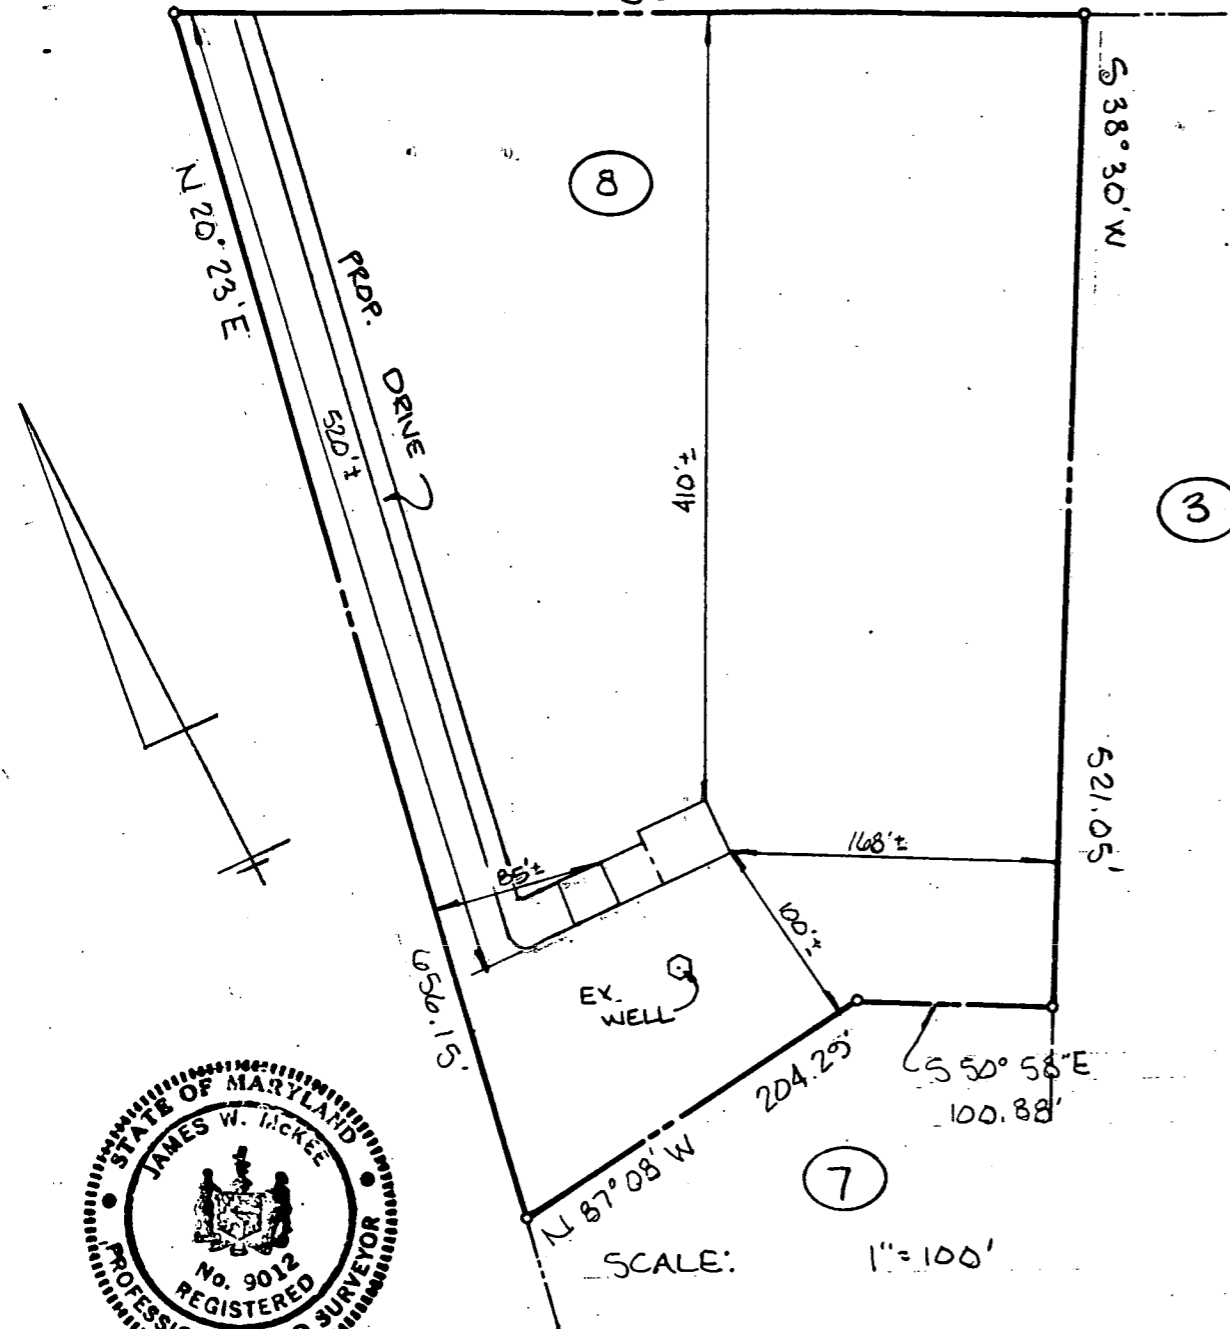 S 38° 30' W
8
N 20° 23' E
PROP. DRIVE
520'±
410'±
3
521.05'
168'±
85'±
100'±
EX.
WELL
656.15'
204.29'
S 50° 58" E
100.88'
N 87° 08' W
7
SCALE: 1"=100'
STATE OF MARYLAND
JAMES W. McKEE
No. 9012
REGISTERED
SURVEYOR